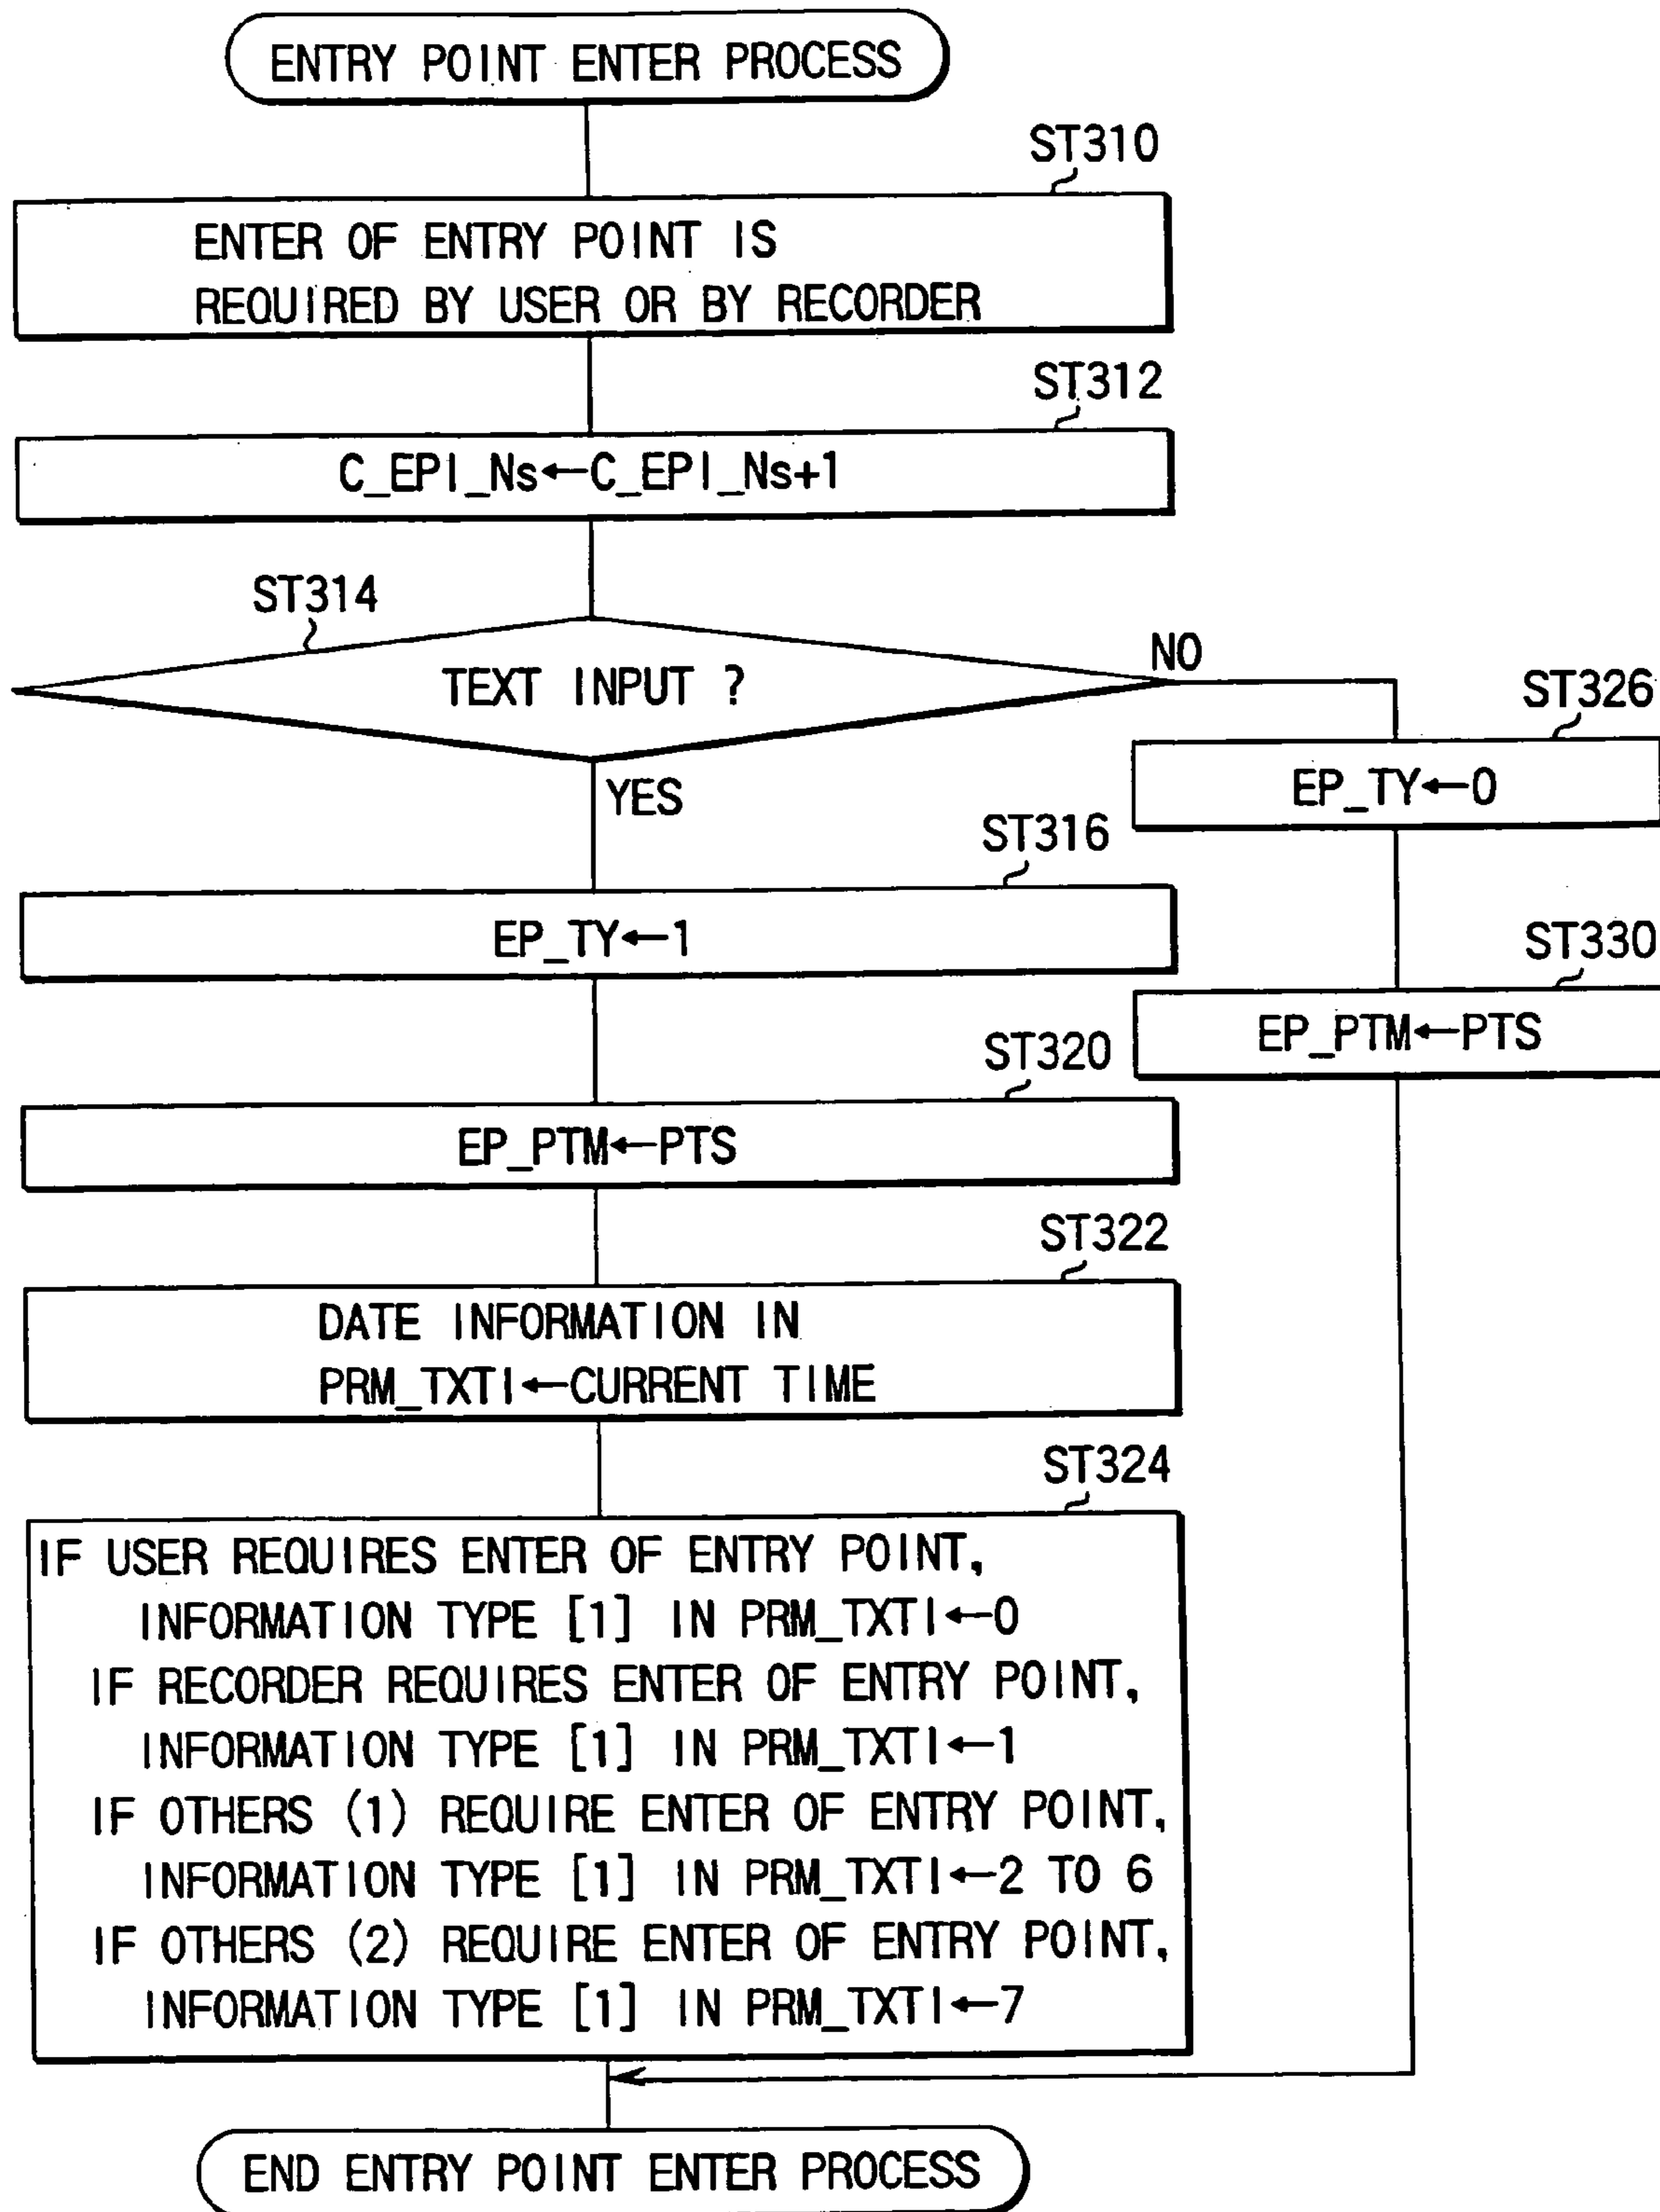 ENTRY POINT ENTER PROCESS
ST310
ENTER OF ENTRY POINT IS
REQUIRED BY USER OR BY RECORDER
ST312
C_EPI_Ns←C_EPI_Ns+1
ST314
TEXT INPUT ?
NO
YES
ST326
EP_TY←0
ST316
EP_TY←1
ST330
EP_PTM←PTS
ST320
EP_PTM←PTS
ST322
DATE INFORMATION IN
PRM_TXTI←CURRENT TIME
ST324
IF USER REQUIRES ENTER OF ENTRY POINT,
INFORMATION TYPE [1] IN PRM_TXTI←0
IF RECORDER REQUIRES ENTER OF ENTRY POINT,
INFORMATION TYPE [1] IN PRM_TXTI←1
IF OTHERS (1) REQUIRE ENTER OF ENTRY POINT,
INFORMATION TYPE [1] IN PRM_TXTI←2 TO 6
IF OTHERS (2) REQUIRE ENTER OF ENTRY POINT,
INFORMATION TYPE [1] IN PRM_TXTI←7
END ENTRY POINT ENTER PROCESS